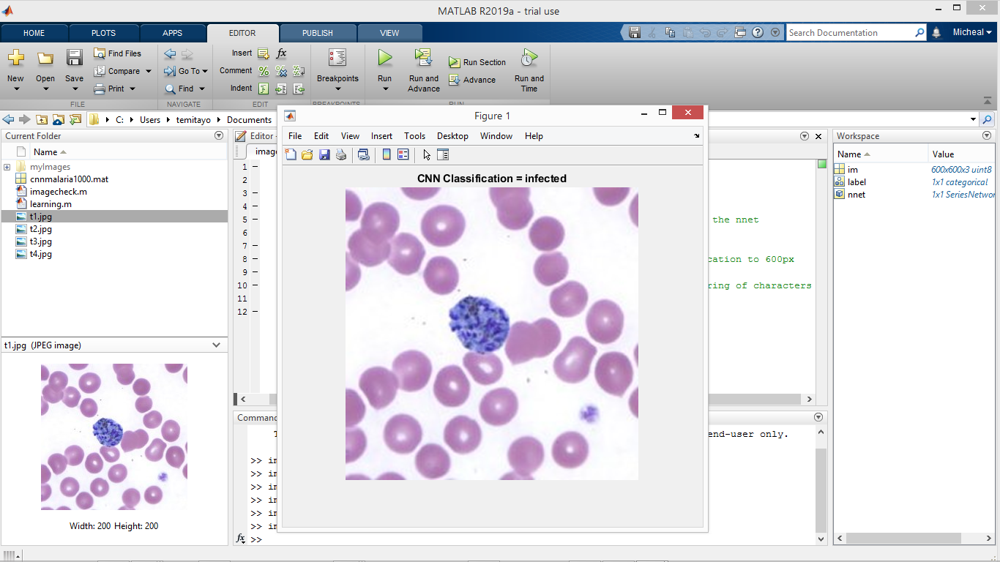 MATLAB R2019a - trial use
HOME PLOTS APPS EDITOR PUBLISH VIEW
Search Documentation
Micheal
New Open Save
Find Files
Compare
Print
FILE
Go To
Find
NAVIGATE
Insert
Comment
Indent
EDIT
Breakpoints
BREAKPOINTS
Run
Run and Advance
Run Section
Advance
Run and Time
RUN
C: Users temitayo Documents
Current Folder
Name
myImages
cnnmalaria1000.mat
imagecheck.m
learning.m
t1.jpg
t2.jpg
t3.jpg
t4.jpg
t1.jpg (JPEG image)
Width: 200 Height: 200
Editor
1
2
3
4
5
6
7
8
9
10
11
12
the nnet
to 600px
of characters
end-user only.
>>
>>
>>
>>
>>
>>
>>
fx
Figure 1
File Edit View Insert Tools Desktop Window Help
CNN Classification = infected
Workspace
Name Value
im 600x600x3 uint8
label 1x1 categorical
nnet 1x1